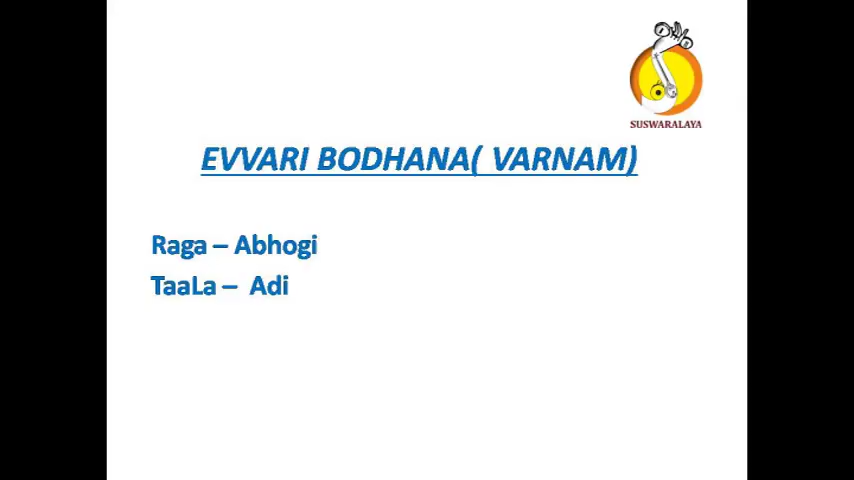 SUSWARALAYA
EVVARI BODHANA( VARNAM)
Raga – Abhogi
TaaLa – Adi